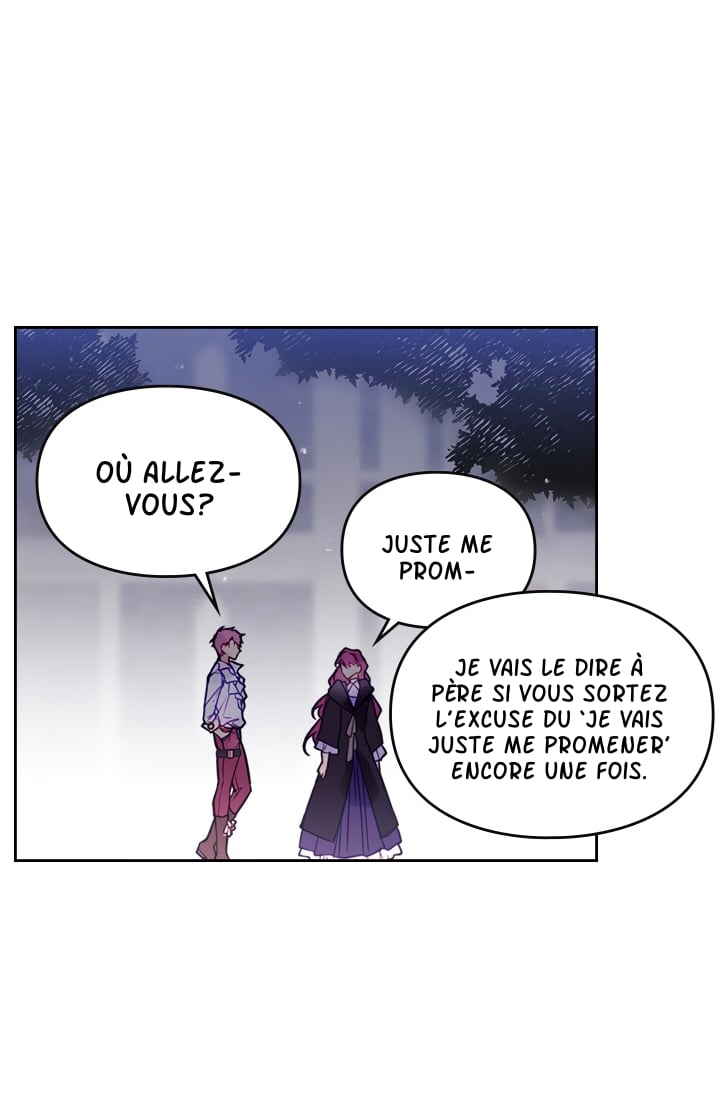 OÙ ALLEZ-
VOUS?
JUSTE ME
PROM-
JE VAIS LE DIRE À
PÈRE SI VOUS SORTEZ
L'EXCUSE DU 'JE VAIS
JUSTE ME PROMENER'
ENCORE UNE FOIS.